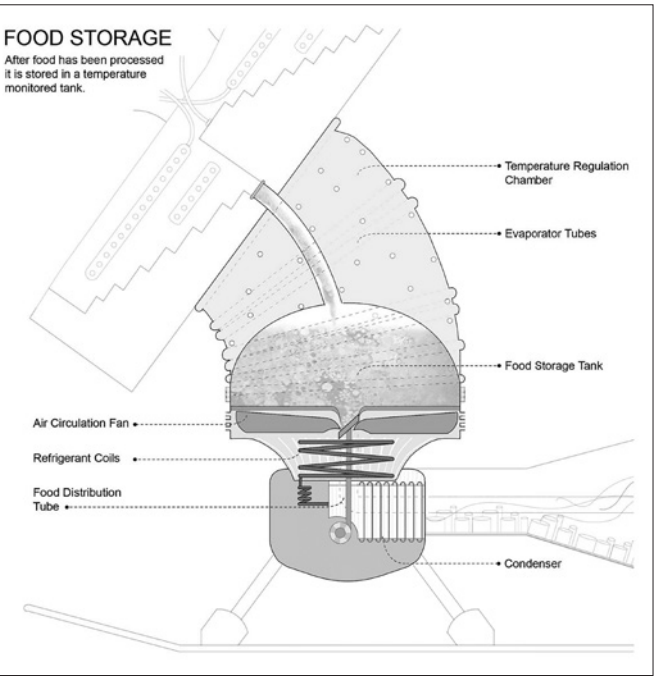 FOOD STORAGE
After food has been processed
it is stored in a temperature
monitored tank.
Temperature Regulation
Chamber
Evaporator Tubes
Food Storage Tank
Air Circulation Fan
Refrigerant Coils
Food Distribution
Tube
Condenser